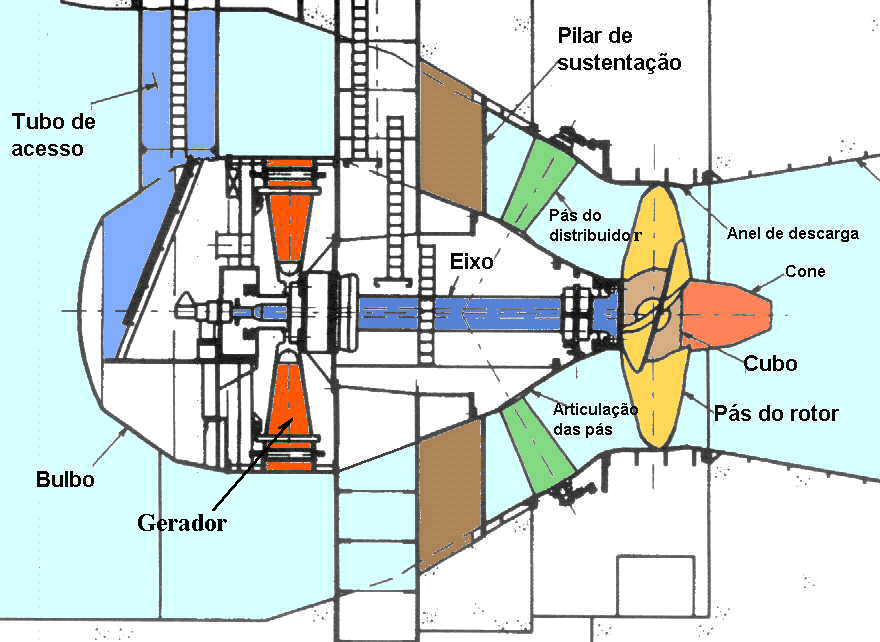 Pilar de
sustentação
Tubo de
acesso
Pás do
distribuidor
Anel de descarga
Eixo
Cone
Cubo
Articulação
das pás
Pás do rotor
Bulbo
Gerador